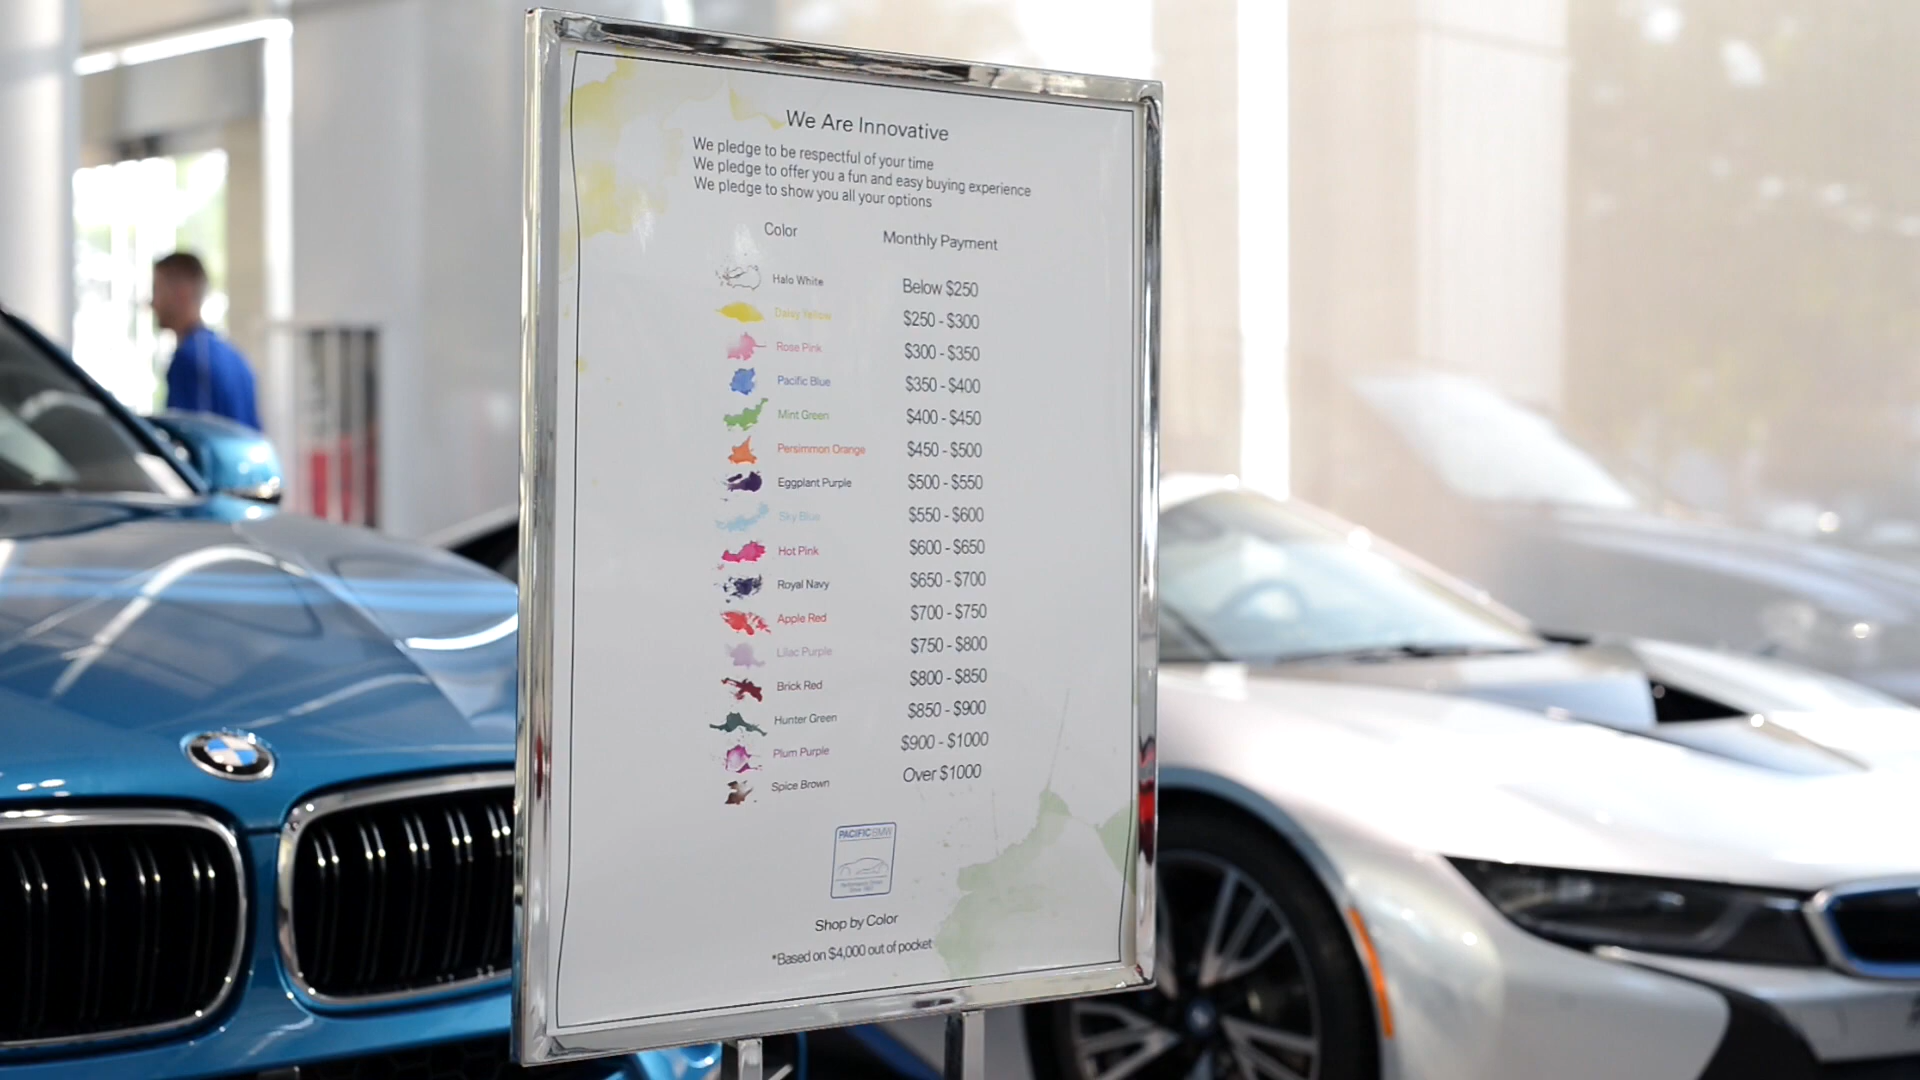 We Are Innovative
We pledge to be respectful of your time
We pledge to offer you a fun and easy buying experience
We pledge to show you all your options
Color Monthly Payment
Halo White Below $250
Daisy Yellow $250 - $300
Rose Pink $300 - $350
Pacific Blue $350 - $400
Mint Green $400 - $450
Persimmon Orange $450 - $500
Eggplant Purple $500 - $550
Sky Blue $550 - $600
Hot Pink $600 - $650
Royal Navy $650 - $700
Apple Red $700 - $750
Lilac Purple $750 - $800
Brick Red $800 - $850
Hunter Green $850 - $900
Plum Purple $900 - $1000
Spice Brown Over $1000
PACIFIC BMW
Shop by Color
*Based on $4,000 out of pocket